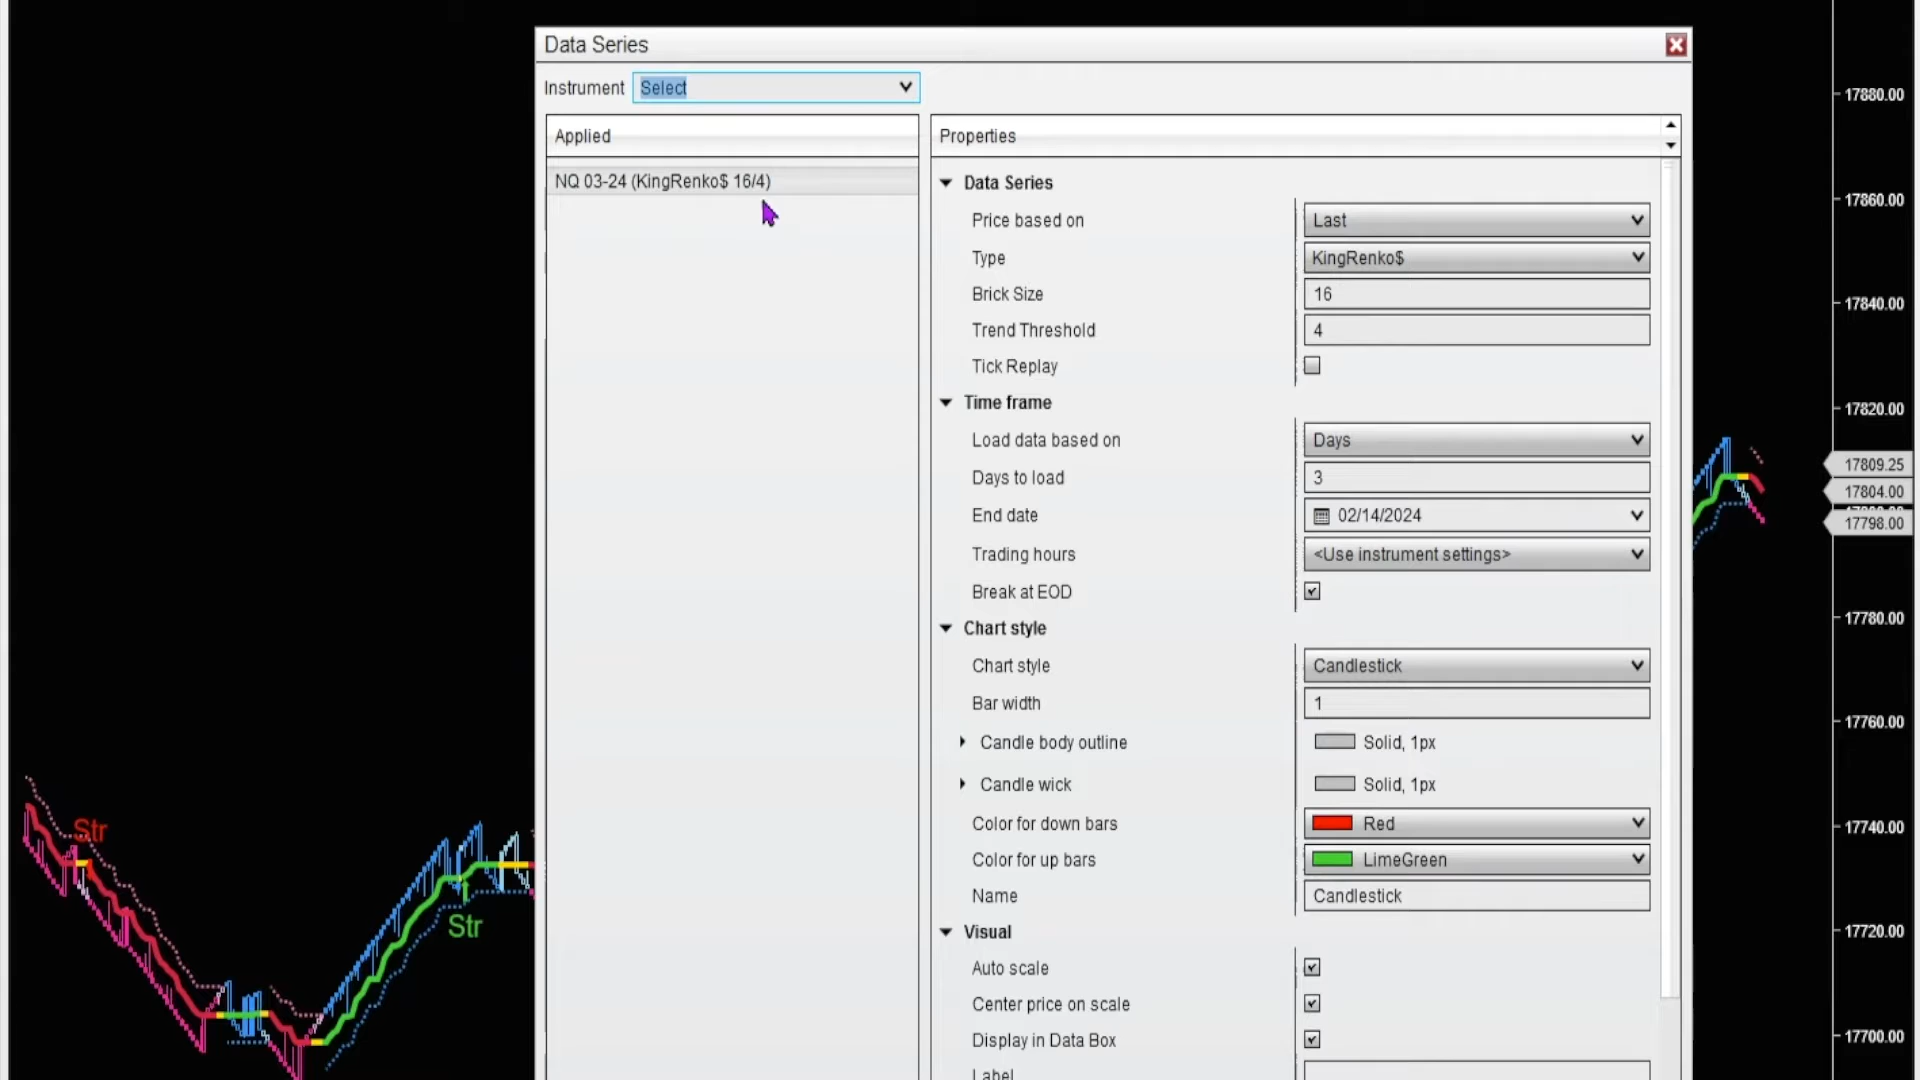 Data Series
Instrument Select
Applied
Properties
NQ 03-24 (KingRenko$ 16/4)
Data Series
Price based on Last
Type KingRenko$
Brick Size 16
Trend Threshold 4
Tick Replay
Time frame
Load data based on Days
Days to load 3
End date 02/14/2024
Trading hours <Use instrument settings>
Break at EOD
Chart style
Chart style Candlestick
Bar width 1
Candle body outline Solid, 1px
Candle wick Solid, 1px
Color for down bars Red
Color for up bars LimeGreen
Name Candlestick
Visual
Auto scale
Center price on scale
Display in Data Box
Label
Str
Str
17880.00
17860.00
17840.00
17820.00
17809.25
17804.00
17798.00
17780.00
17760.00
17740.00
17720.00
17700.00